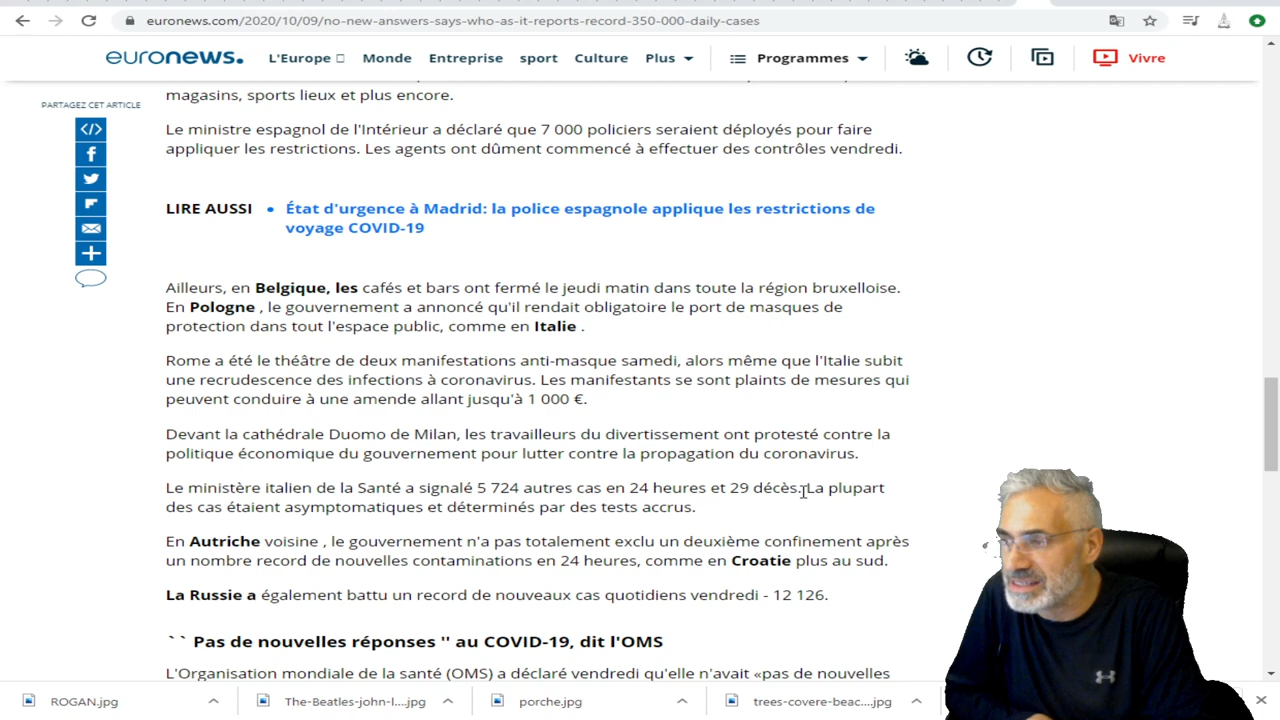 euronews.com/2020/10/09/no-new-answers-says-who-as-it-reports-record-350-000-daily-cases
euronews. L'Europe Monde Entreprise sport Culture Plus Programmes Vivre
PARTAGEZ CET ARTICLE
magasins, sports lieux et plus encore.
Le ministre espagnol de l'Intérieur a déclaré que 7 000 policiers seraient déployés pour faire
appliquer les restrictions. Les agents ont dûment commencé à effectuer des contrôles vendredi.
LIRE AUSSI • État d'urgence à Madrid: la police espagnole applique les restrictions de
voyage COVID-19
Ailleurs, en Belgique, les cafés et bars ont fermé le jeudi matin dans toute la région bruxelloise.
En Pologne , le gouvernement a annoncé qu'il rendait obligatoire le port de masques de
protection dans tout l'espace public, comme en Italie .
Rome a été le théâtre de deux manifestations anti-masque samedi, alors même que l'Italie subit
une recrudescence des infections à coronavirus. Les manifestants se sont plaints de mesures qui
peuvent conduire à une amende allant jusqu'à 1 000 €.
Devant la cathédrale Duomo de Milan, les travailleurs du divertissement ont protesté contre la
politique économique du gouvernement pour lutter contre la propagation du coronavirus.
Le ministère italien de la Santé a signalé 5 724 autres cas en 24 heures et 29 décès. La plupart
des cas étaient asymptomatiques et déterminés par des tests accrus.
En Autriche voisine , le gouvernement n'a pas totalement exclu un deuxième confinement après
un nombre record de nouvelles contaminations en 24 heures, comme en Croatie plus au sud.
La Russie a également battu un record de nouveaux cas quotidiens vendredi - 12 126.
`` Pas de nouvelles réponses '' au COVID-19, dit l'OMS
L'Organisation mondiale de la santé (OMS) a déclaré vendredi qu'elle n'avait «pas de nouvelles
ROGAN.jpg The-Beatles-john-l....jpg porche.jpg trees-covere-beac....jpg